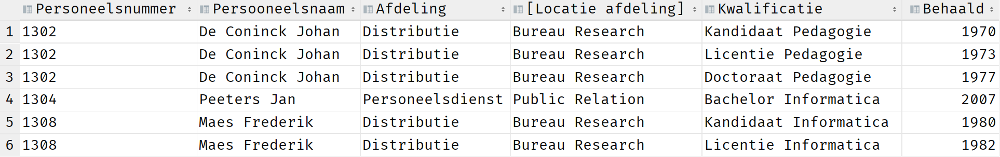 Personeelsnummer Persooneelsnaam Afdeling [Locatie afdeling] Kwalificatie Behaald
1 1302 De Coninck Johan Distributie Bureau Research Kandidaat Pedagogie 1970
2 1302 De Coninck Johan Distributie Bureau Research Licentie Pedagogie 1973
3 1302 De Coninck Johan Distributie Bureau Research Doctoraat Pedagogie 1977
4 1304 Peeters Jan Personeelsdienst Public Relation Bachelor Informatica 2007
5 1308 Maes Frederik Distributie Bureau Research Kandidaat Informatica 1980
6 1308 Maes Frederik Distributie Bureau Research Licentie Informatica 1982